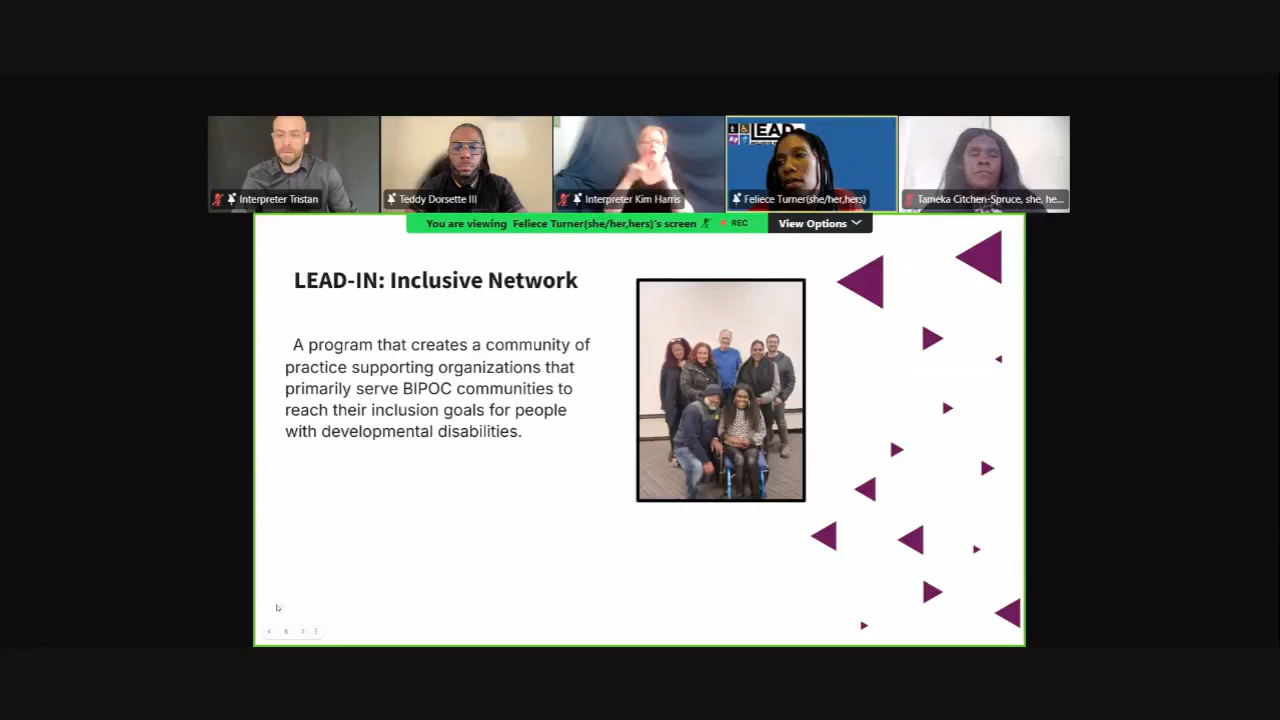 LEAD
Interpreter Tristan
Teddy Dorsette III
Interpreter Kim Harris
Feliece Turner(she/her,hers)
Tameka Citchen-Spruce, she, he...
You are viewing Feliece Turner(she/her,hers)'s screen
REC
View Options
LEAD-IN: Inclusive Network
A program that creates a community of
practice supporting organizations that
primarily serve BIPOC communities to
reach their inclusion goals for people
with developmental disabilities.
6